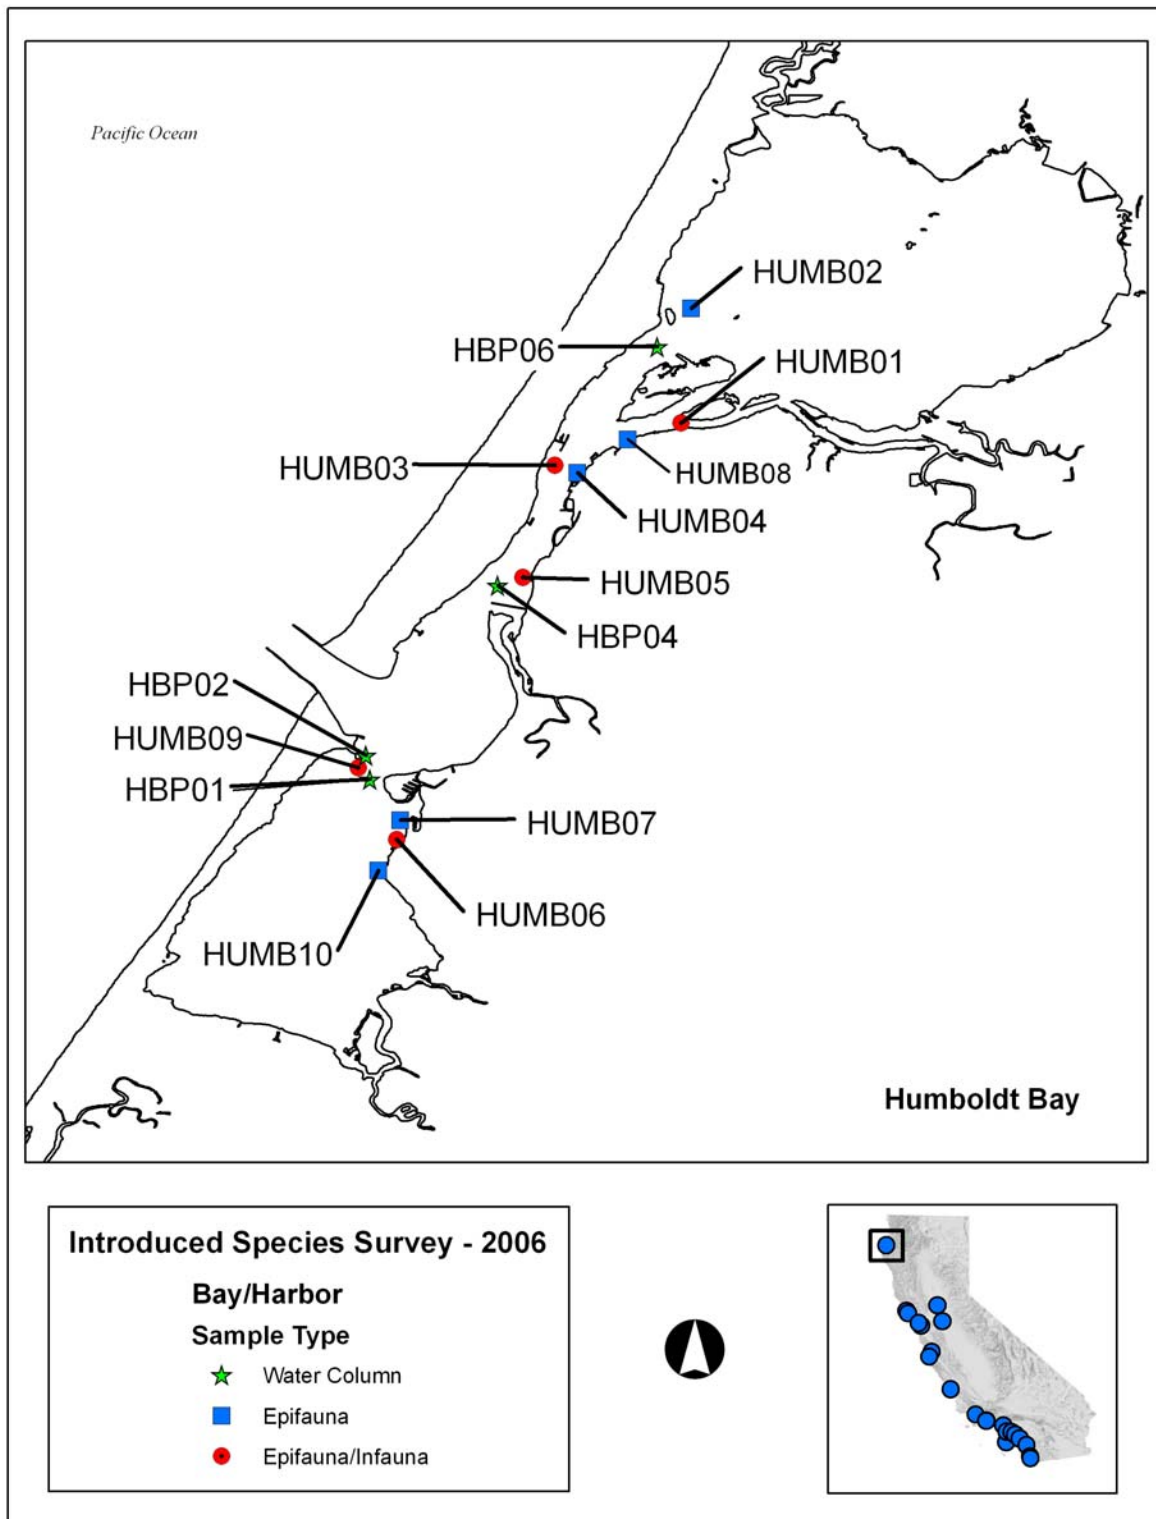 Pacific Ocean
HUMB02
HBP06
HUMB01
HUMB03
HUMB08
HUMB04
HUMB05
HBP04
HBP02
HUMB09
HBP01
HUMB07
HUMB06
HUMB10
Humboldt Bay
Introduced Species Survey - 2006
Bay/Harbor
Sample Type
Water Column
Epifauna
Epifauna/Infauna